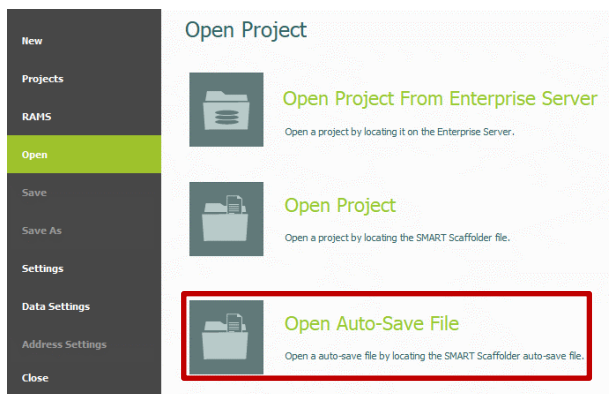 New
Projects
RAMS
Open
Save
Save As
Settings
Data Settings
Address Settings
Close
Open Project
Open Project From Enterprise Server
Open a project by locating it on the Enterprise Server.
Open Project
Open a project by locating the SMART Scaffolder file.
Open Auto-Save File
Open a auto-save file by locating the SMART Scaffolder auto-save file.